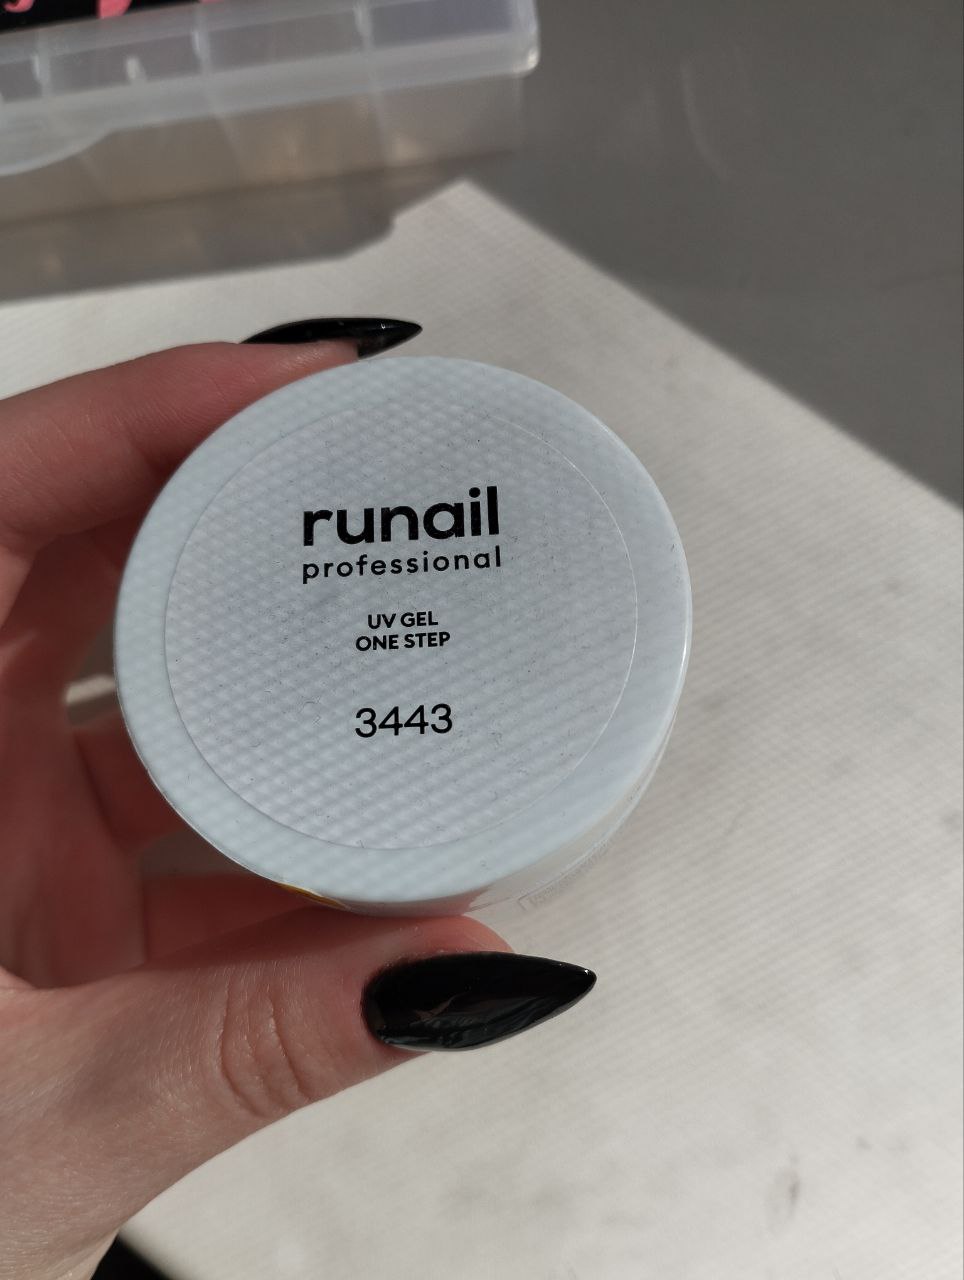 runail
professional
UV GEL
ONE STEP
3443